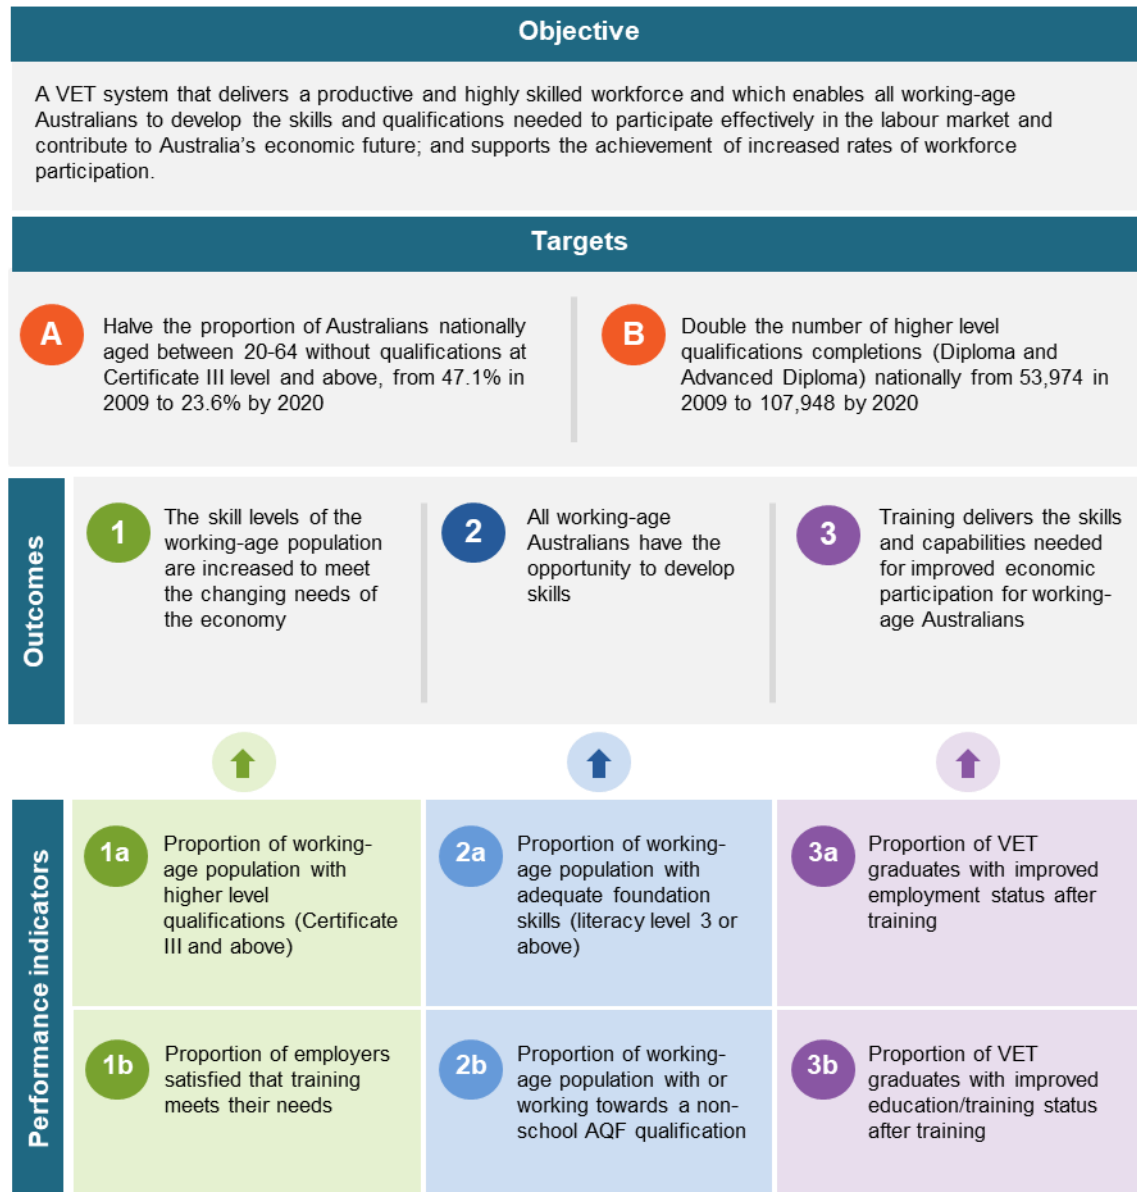 Objective
A VET system that delivers a productive and highly skilled workforce and which enables all working-age
Australians to develop the skills and qualifications needed to participate effectively in the labour market and
contribute to Australia’s economic future; and supports the achievement of increased rates of workforce
participation.
Targets
A
Halve the proportion of Australians nationally
aged between 20-64 without qualifications at
Certificate III level and above, from 47.1% in
2009 to 23.6% by 2020
B
Double the number of higher level
qualifications completions (Diploma and
Advanced Diploma) nationally from 53,974 in
2009 to 107,948 by 2020
Outcomes
1
The skill levels of the
working-age population
are increased to meet
the changing needs of
the economy
2
All working-age
Australians have the
opportunity to develop
skills
3
Training delivers the skills
and capabilities needed
for improved economic
participation for working-
age Australians
Performance indicators
1a
Proportion of working-
age population with
higher level
qualifications (Certificate
III and above)
2a
Proportion of working-
age population with
adequate foundation
skills (literacy level 3 or
above)
3a
Proportion of VET
graduates with improved
employment status after
training
1b
Proportion of employers
satisfied that training
meets their needs
2b
Proportion of working-
age population with or
working towards a non-
school AQF qualification
3b
Proportion of VET
graduates with improved
education/training status
after training